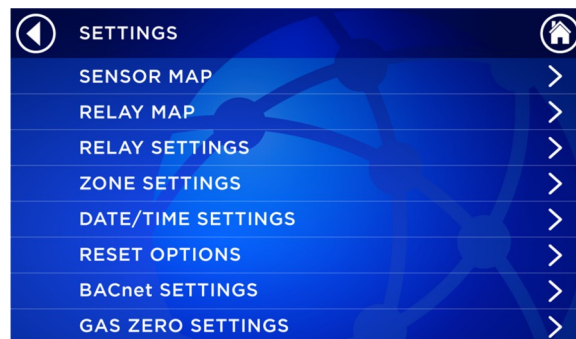 SETTINGS
SENSOR MAP
RELAY MAP
RELAY SETTINGS
ZONE SETTINGS
DATE/TIME SETTINGS
RESET OPTIONS
BACnet SETTINGS
GAS ZERO SETTINGS